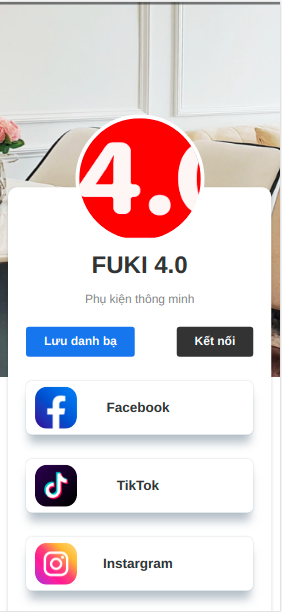 4.0
FUKI 4.0
Phụ kiện thông minh
Lưu danh bạ
Kết nối
Facebook
TikTok
Instargram